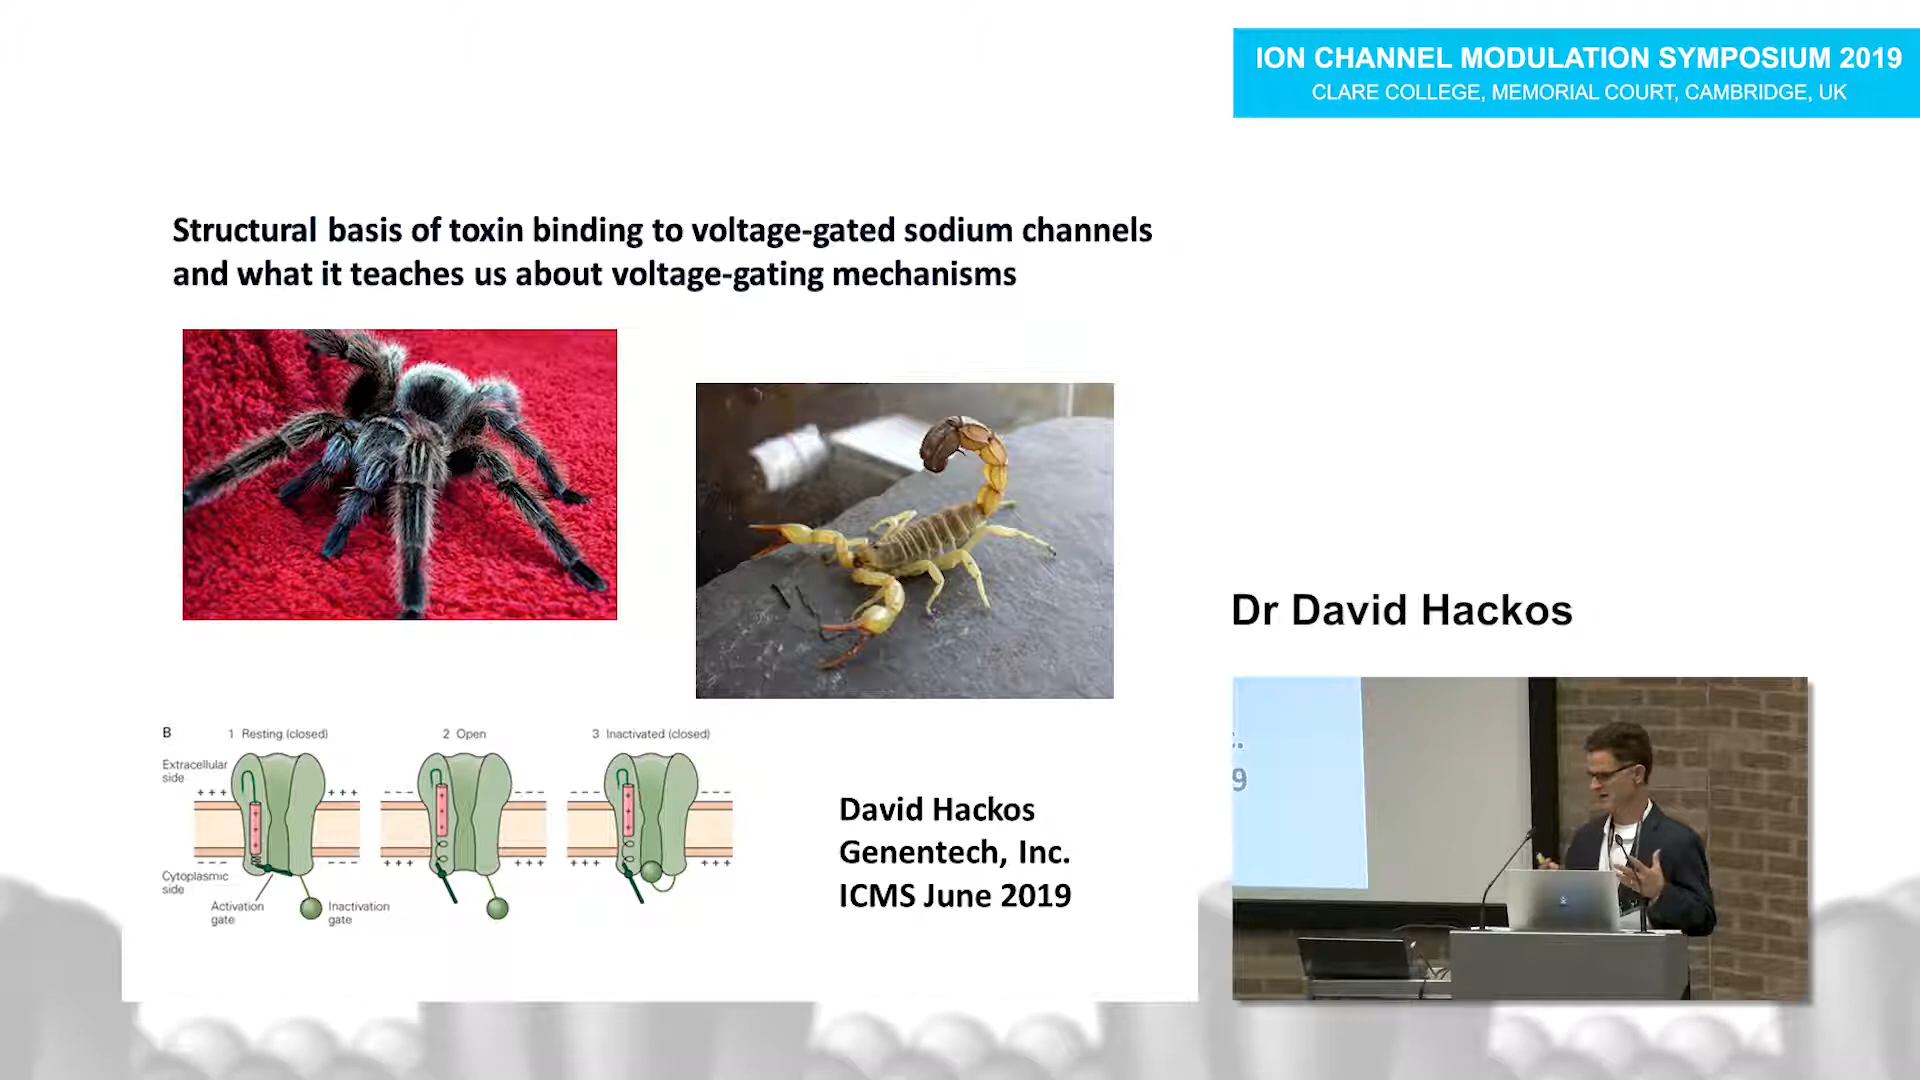 ION CHANNEL MODULATION SYMPOSIUM 2019
CLARE COLLEGE, MEMORIAL COURT, CAMBRIDGE, UK
Structural basis of toxin binding to voltage-gated sodium channels
and what it teaches us about voltage-gating mechanisms
B
1 Resting (closed)
2 Open
3 Inactivated (closed)
Extracellular
side
Cytoplasmic
side
Activation
gate
Inactivation
gate
David Hackos
Genentech, Inc.
ICMS June 2019
Dr David Hackos
9